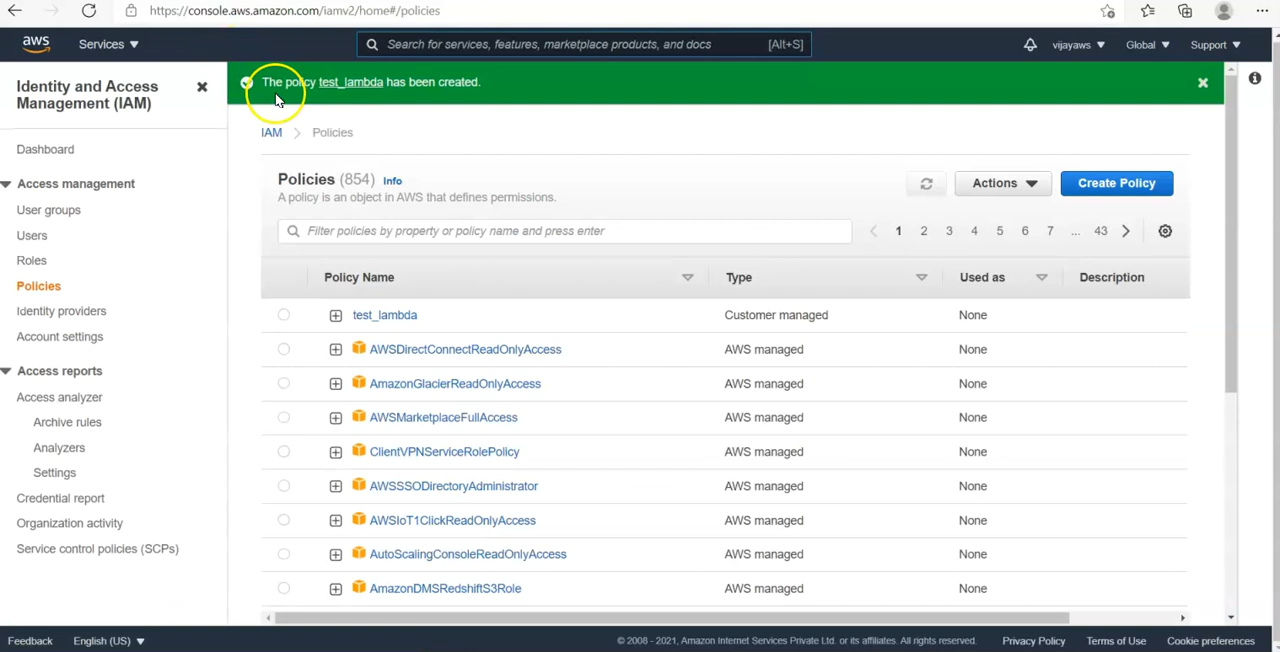 https://console.aws.amazon.com/iamv2/home#/policies
aws
Services
Search for services, features, marketplace products, and docs
[Alt+S]
vijayaws
Global
Support
Identity and Access
Management (IAM)
Dashboard
Access management
User groups
Users
Roles
Policies
Identity providers
Account settings
Access reports
Access analyzer
Archive rules
Analyzers
Settings
Credential report
Organization activity
Service control policies (SCPs)
The policy test_lambda has been created.
IAM > Policies
Policies (854) Info
A policy is an object in AWS that defines permissions.
Actions
Create Policy
Filter policies by property or policy name and press enter
1 2 3 4 5 6 7 ... 43
Policy Name Type Used as Description
test_lambda Customer managed None
AWSDirectConnectReadOnlyAccess AWS managed None
AmazonGlacierReadOnlyAccess AWS managed None
AWSMarketplaceFullAccess AWS managed None
ClientVPNServiceRolePolicy AWS managed None
AWSSSODirectoryAdministrator AWS managed None
AWSIoT1ClickReadOnlyAccess AWS managed None
AutoScalingConsoleReadOnlyAccess AWS managed None
AmazonDMSRedshiftS3Role AWS managed None
Feedback
English (US)
© 2008 - 2021, Amazon Internet Services Private Ltd. or its affiliates. All rights reserved.
Privacy Policy
Terms of Use
Cookie preferences